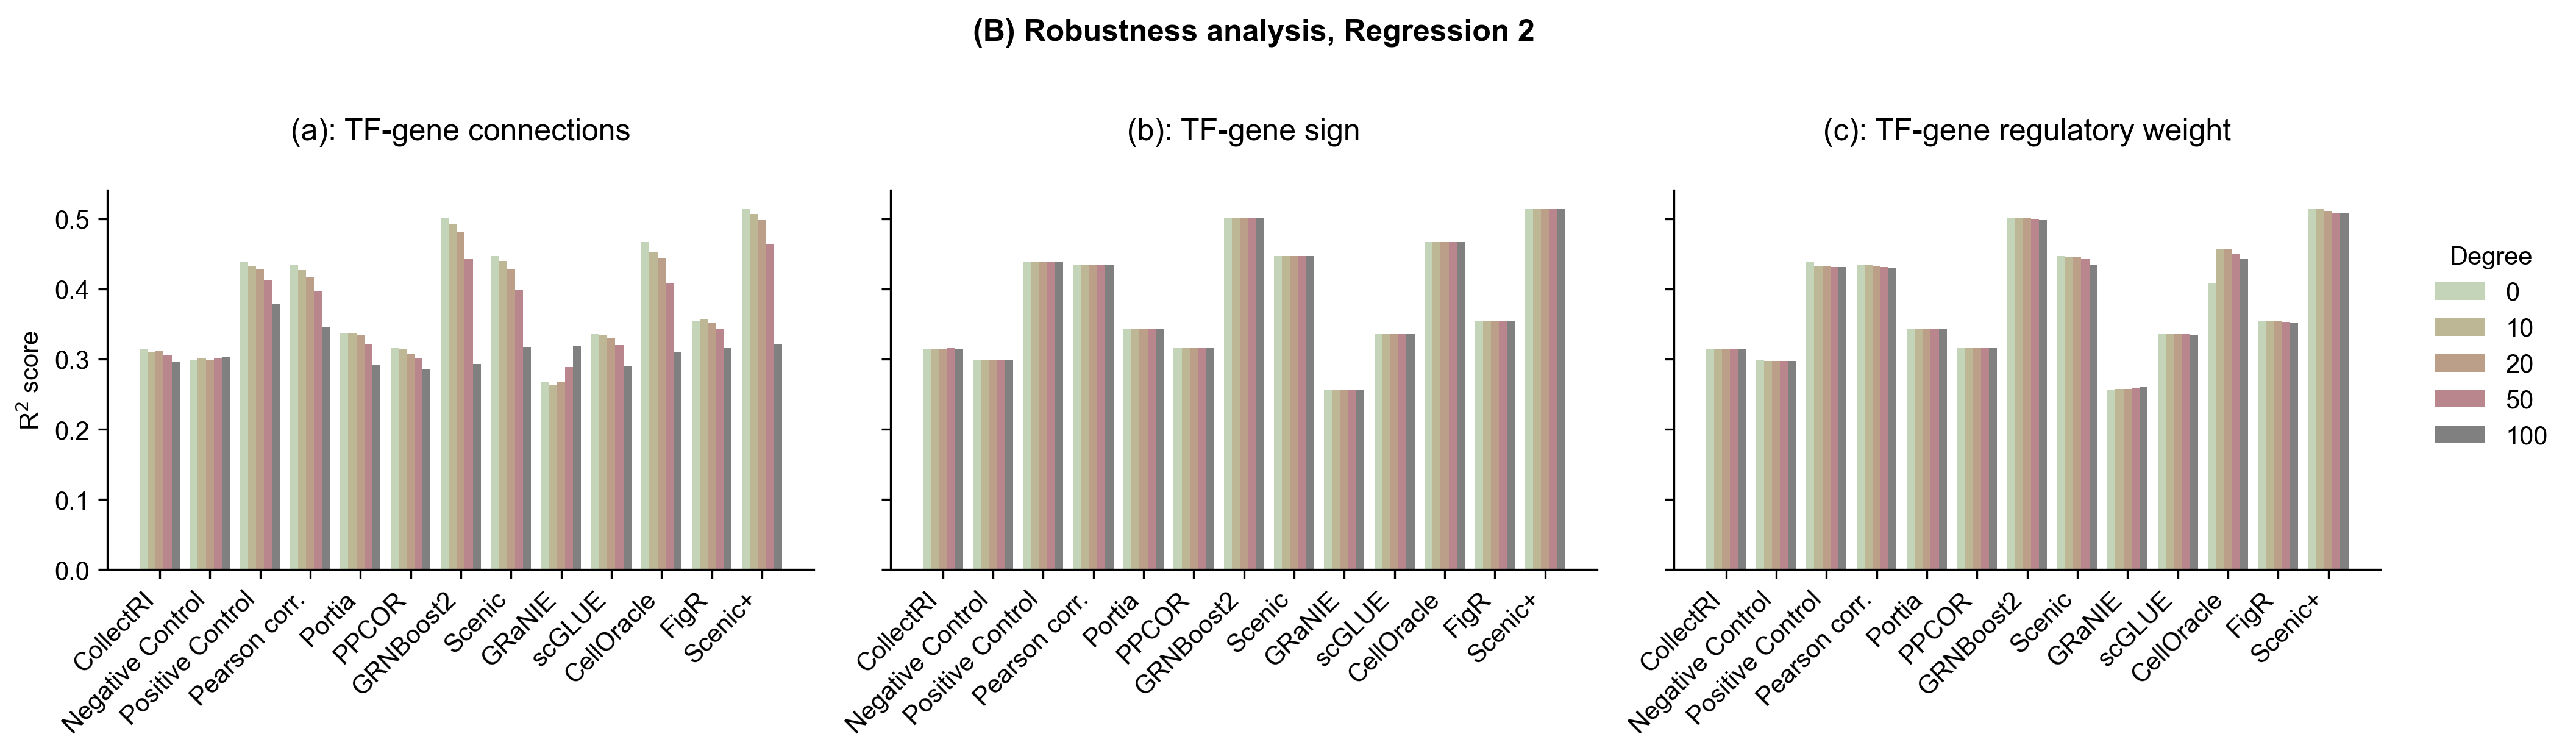 (B) Robustness analysis, Regression 2
(a): TF-gene connections
(b): TF-gene sign
(c): TF-gene regulatory weight
R² score
0.5
0.4
0.3
0.2
0.1
0.0
CollectRI
Negative Control
Positive Control
Pearson corr.
Portia
PPCOR
GRNBoost2
Scenic
GRaNIE
scGLUE
CellOracle
FigR
Scenic+
CollectRI
Negative Control
Positive Control
Pearson corr.
Portia
PPCOR
GRNBoost2
Scenic
GRaNIE
scGLUE
CellOracle
FigR
Scenic+
CollectRI
Negative Control
Positive Control
Pearson corr.
Portia
PPCOR
GRNBoost2
Scenic
GRaNIE
scGLUE
CellOracle
FigR
Scenic+
Degree
0
10
20
50
100